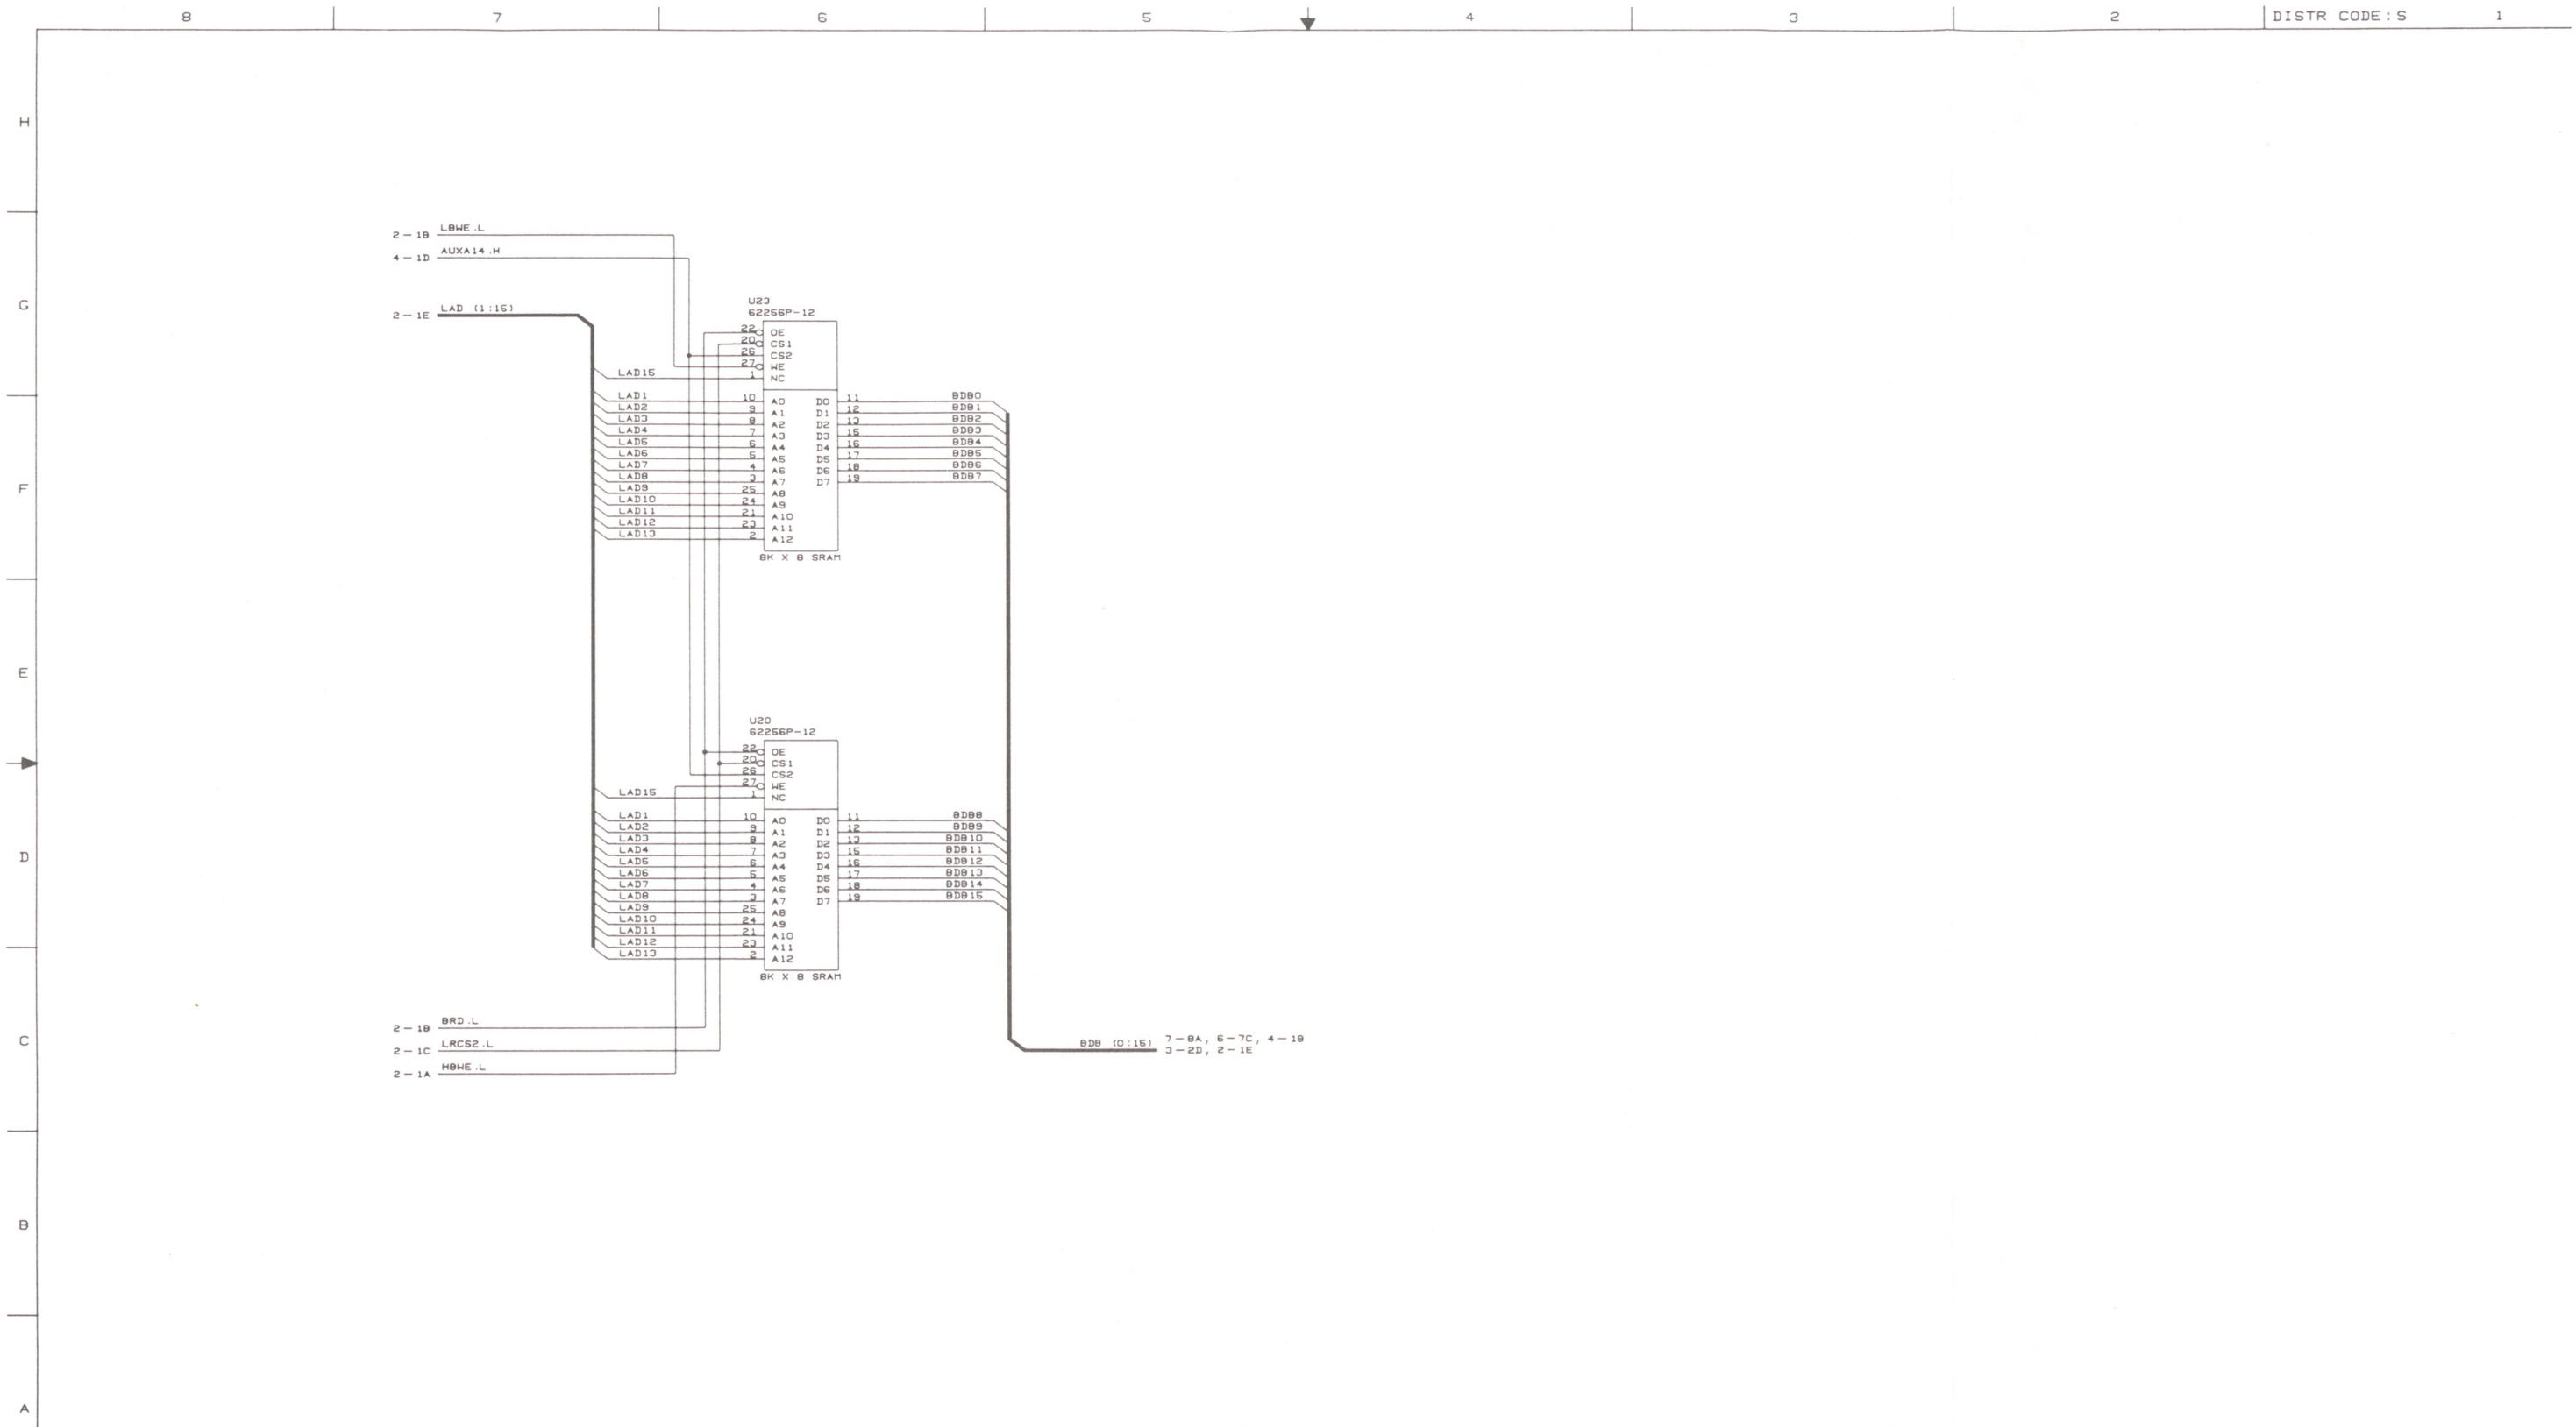 8 7 6 5 4 3 2 DISTR CODE:S 1
H
2-1B LBWE.L
4-1D AUXA14.H
G
2-1E LAD (1:15)
U23
62256P-12
22 OE
20 CS1
26 CS2
27 WE
LAD15 1 NC
LAD1 10 A0 D0 11 BDB0
LAD2 9 A1 D1 12 BDB1
LAD3 8 A2 D2 13 BDB2
LAD4 7 A3 D3 15 BDB3
LAD5 6 A4 D4 16 BDB4
LAD6 5 A5 D5 17 BDB5
LAD7 4 A6 D6 18 BDB6
LAD8 3 A7 D7 19 BDB7
F
LAD9 25 A8
LAD10 24 A9
LAD11 21 A10
LAD12 23 A11
LAD13 2 A12
8K X 8 SRAM
E
U20
62256P-12
22 OE
20 CS1
26 CS2
27 WE
LAD15 1 NC
LAD1 10 A0 D0 11 BDB8
LAD2 9 A1 D1 12 BDB9
LAD3 8 A2 D2 13 BDB10
LAD4 7 A3 D3 15 BDB11
D
LAD5 6 A4 D4 16 BDB12
LAD6 5 A5 D5 17 BDB13
LAD7 4 A6 D6 18 BDB14
LAD8 3 A7 D7 19 BDB15
LAD9 25 A8
LAD10 24 A9
LAD11 21 A10
LAD12 23 A11
LAD13 2 A12
8K X 8 SRAM
2-1B BRD.L
C
2-1C LRCS2.L
2-1A HBWE.L
BDB (0:15) 7-8A, 6-7C, 4-1B
3-2D, 2-1E
B
A